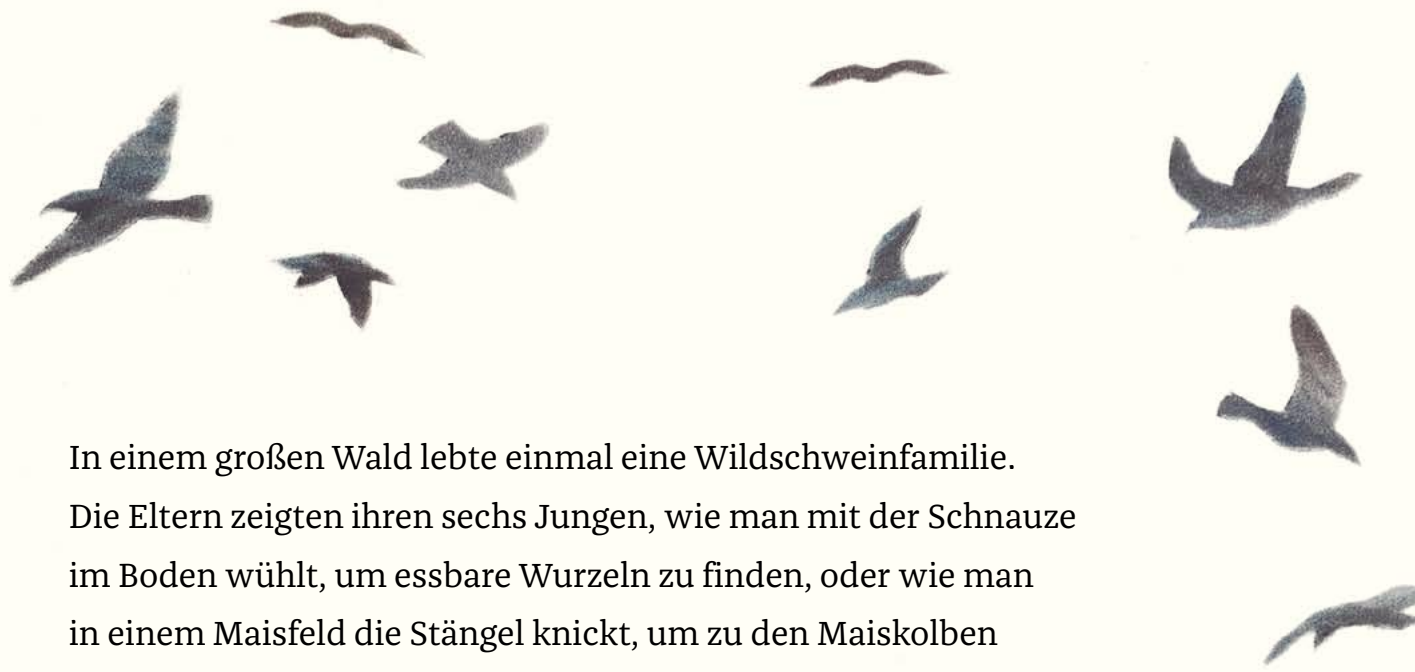 In einem großen Wald lebte einmal eine Wildschweinfamilie.
Die Eltern zeigten ihren sechs Jungen, wie man mit der Schnauze
im Boden wühlt, um essbare Wurzeln zu finden, oder wie man
in einem Maisfeld die Stängel knickt, um zu den Maiskolben